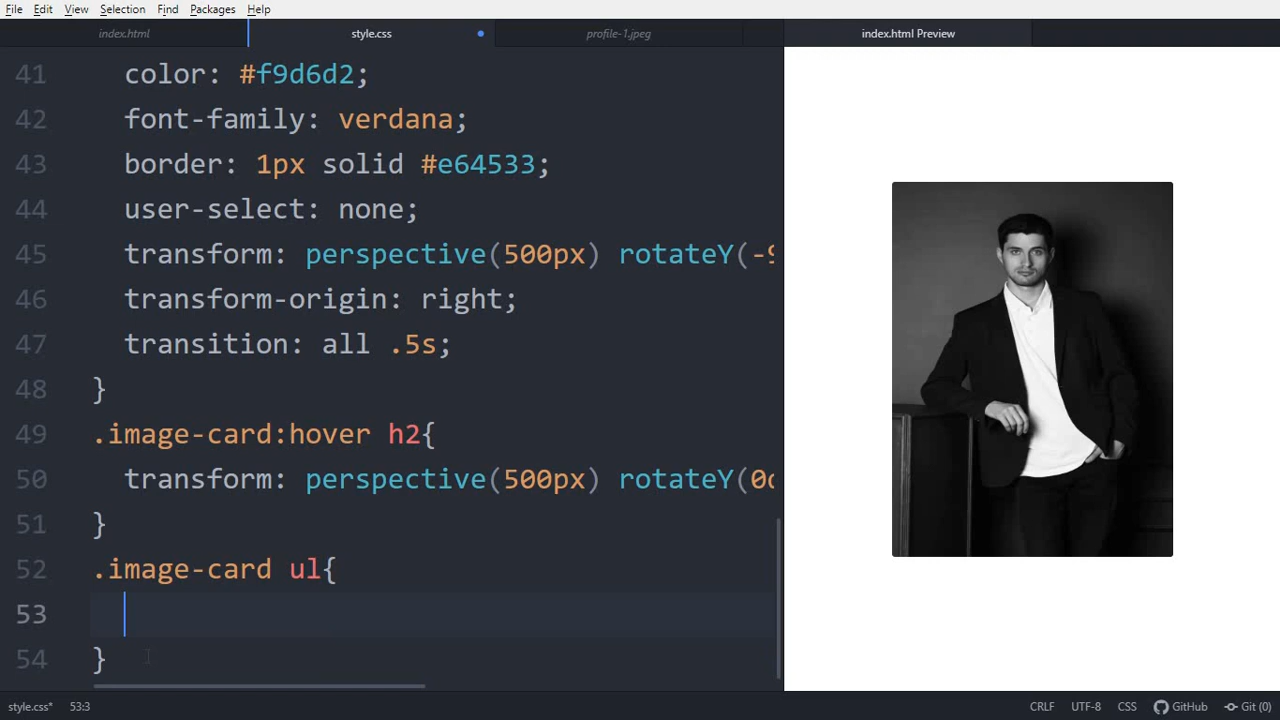 File Edit View Selection Find Packages Help
index.html style.css profile-1.jpeg index.html Preview
41 color: #f9d6d2;
42 font-family: verdana;
43 border: 1px solid #e64533;
44 user-select: none;
45 transform: perspective(500px) rotateY(-9
46 transform-origin: right;
47 transition: all .5s;
48 }
49 .image-card:hover h2{
50 transform: perspective(500px) rotateY(0d
51 }
52 .image-card ul{
53
54 }
style.css* 53:3 CRLF UTF-8 CSS GitHub Git (0)